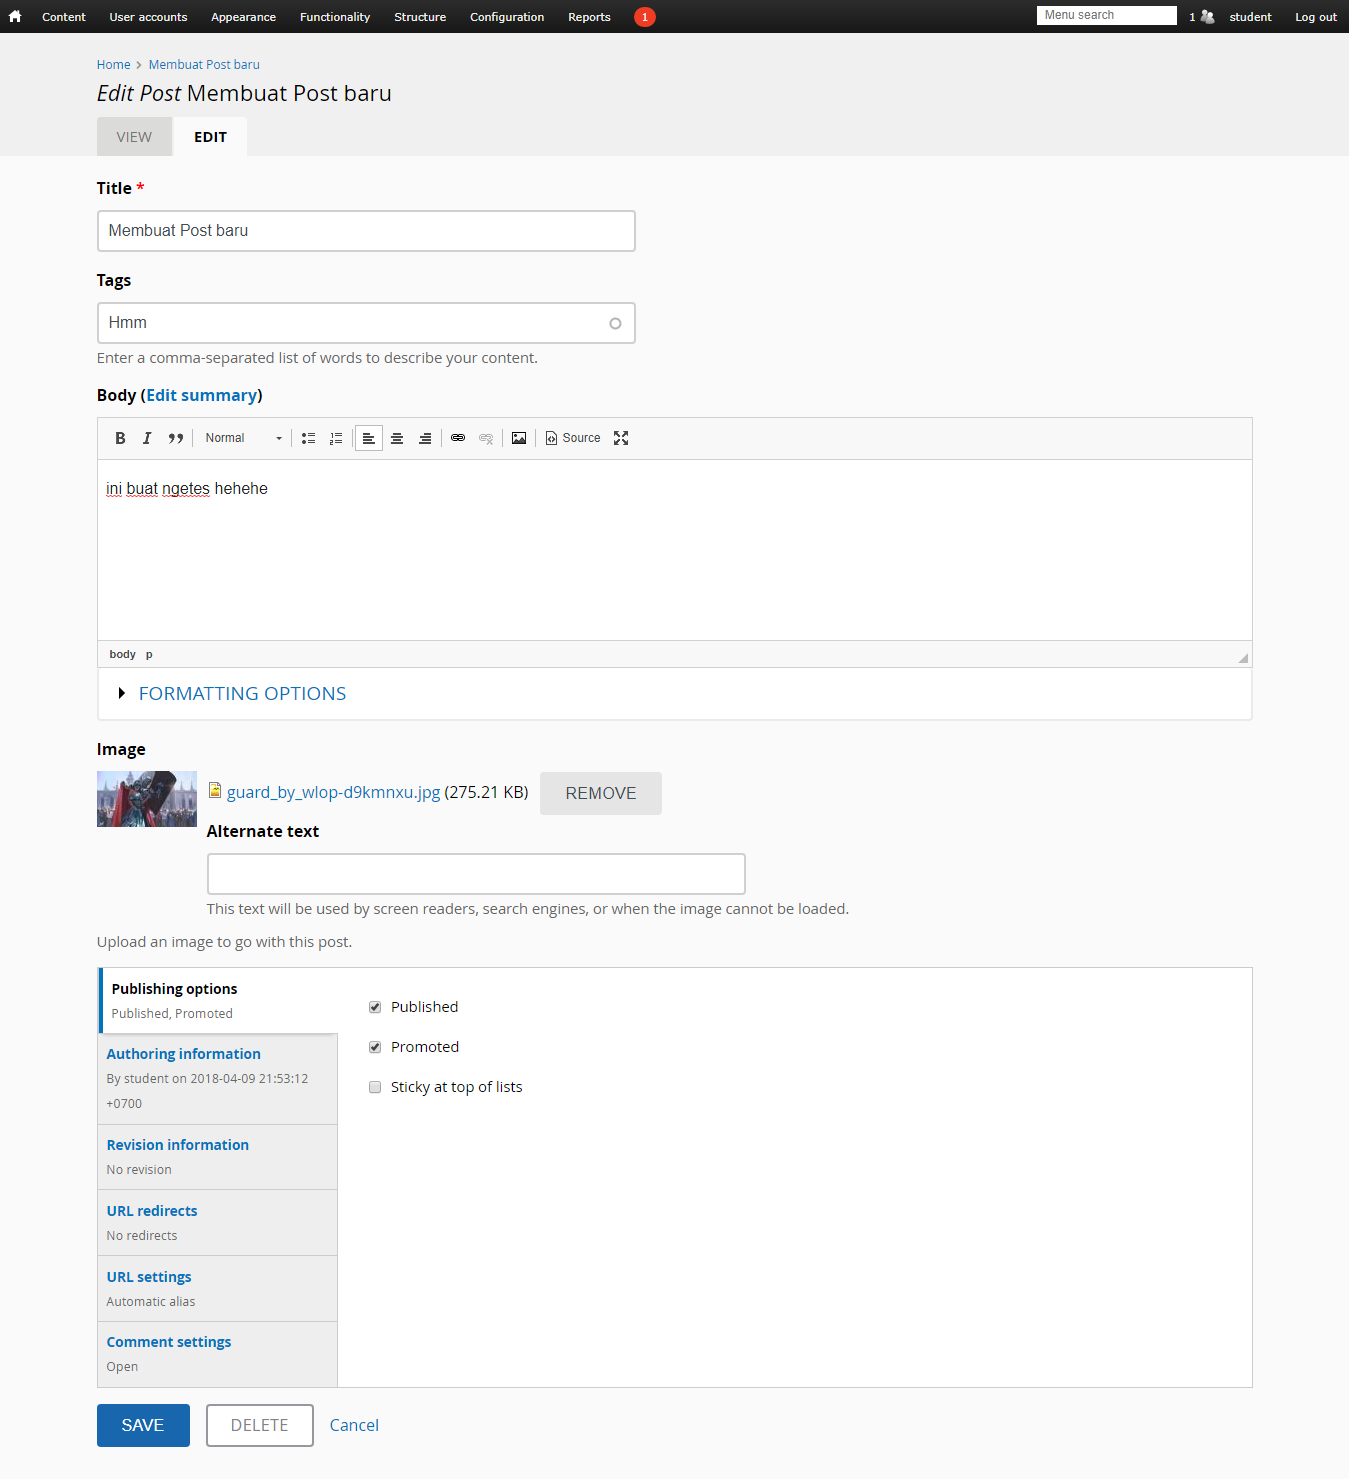 Content User accounts Appearance Functionality Structure Configuration Reports 1 Menu search 1 student Log out
Home › Membuat Post baru
Edit Post Membuat Post baru
VIEW EDIT
Title *
Membuat Post baru
Tags
Hmm
Enter a comma-separated list of words to describe your content.
Body (Edit summary)
B I Normal Source
ini buat ngetes hehehe
body p
FORMATTING OPTIONS
Image
guard_by_wlop-d9kmnxu.jpg (275.21 KB) REMOVE
Alternate text
This text will be used by screen readers, search engines, or when the image cannot be loaded.
Upload an image to go with this post.
Publishing options
Published, Promoted
Authoring information
By student on 2018-04-09 21:53:12
+0700
Revision information
No revision
URL redirects
No redirects
URL settings
Automatic alias
Comment settings
Open
Published
Promoted
Sticky at top of lists
SAVE DELETE Cancel